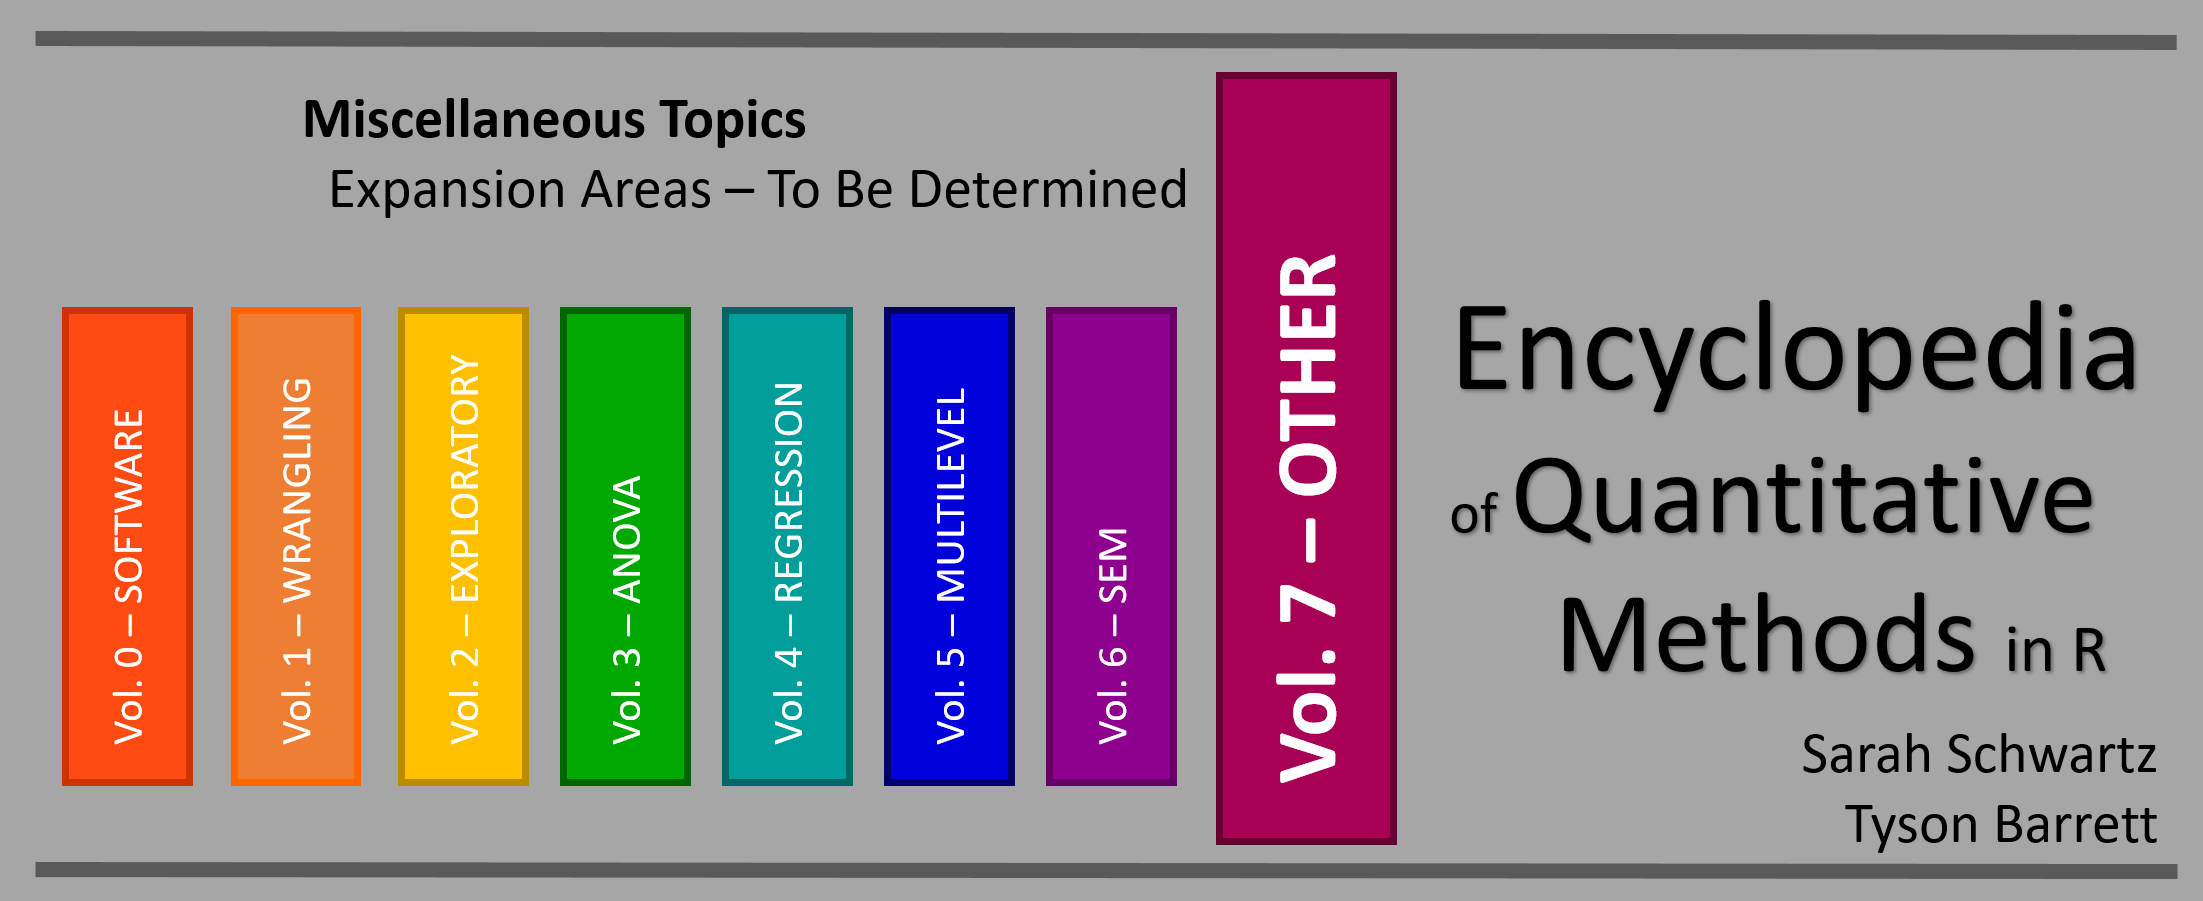 Miscellaneous Topics
Expansion Areas – To Be Determined
Vol. 0 – SOFTWARE
Vol. 1 – WRANGLING
Vol. 2 – EXPLORATORY
Vol. 3 – ANOVA
Vol. 4 – REGRESSION
Vol. 5 – MULTILEVEL
Vol. 6 – SEM
Vol. 7 – OTHER
Encyclopedia
of Quantitative
Methods in R
Sarah Schwartz
Tyson Barrett